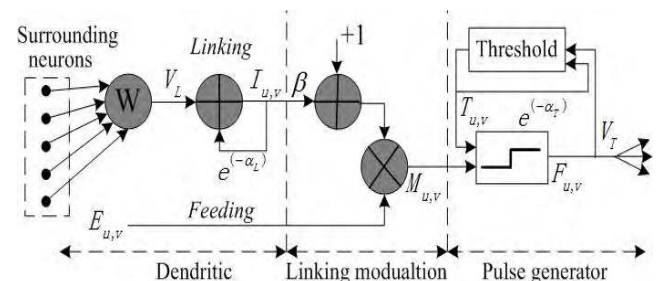 Surrounding
neurons
Linking
+1
Threshold
W
V_L
I_{u,v}
β
T_{u,v}
e^{(-α_T)}
V_T
e^{(-α_L)}
M_{u,v}
F_{u,v}
E_{u,v}
Feeding
Dendritic
Linking modualtion
Pulse generator